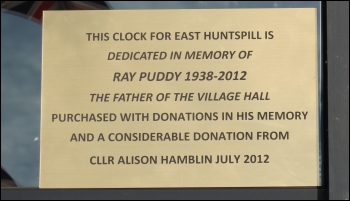 THIS CLOCK FOR EAST HUNTSPILL IS
DEDICATED IN MEMORY OF
RAY PUDDY 1938-2012
THE FATHER OF THE VILLAGE HALL
PURCHASED WITH DONATIONS IN HIS MEMORY
AND A CONSIDERABLE DONATION FROM
CLLR ALISON HAMBLIN JULY 2012